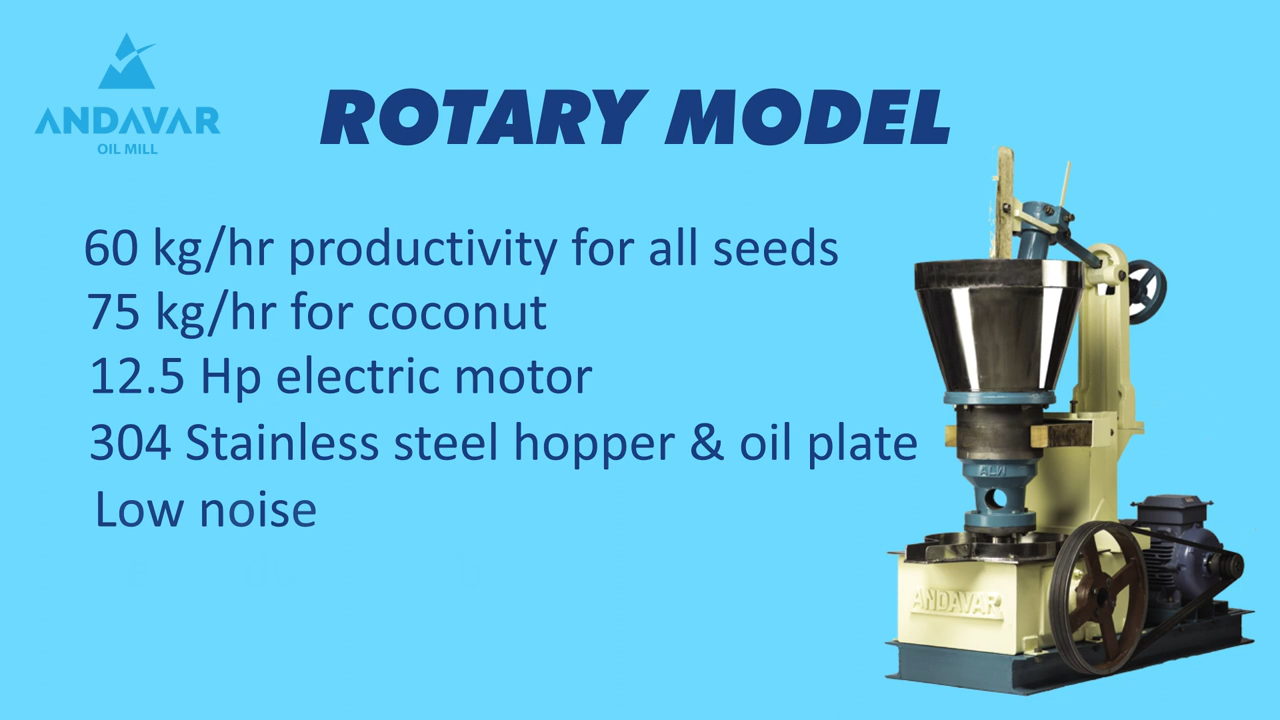 ANDAVAR
OIL MILL
ROTARY MODEL
60 kg/hr productivity for all seeds
75 kg/hr for coconut
12.5 Hp electric motor
304 Stainless steel hopper & oil plate
Low noise
ALW
ANDAVAR